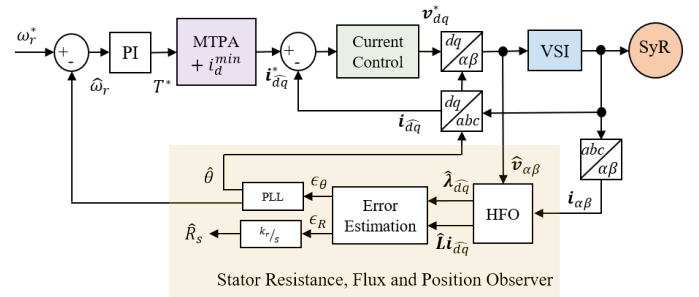 ω_r^*
+
-
ω̂_r
PI
T^*
MTPA
+ i_d^{min}
i_{d̂q}^*
+
-
Current
Control
v_{dq}^*
dq
αβ
VSI
SyR
i_{d̂q}
dq
abc
abc
αβ
θ̂
v̂_{αβ}
i_{αβ}
PLL
ϵ_θ
Error
Estimation
λ̂_{d̂q}
HFO
R̂_s
k_r/s
ϵ_R
L̂i_{d̂q}
Stator Resistance, Flux and Position Observer